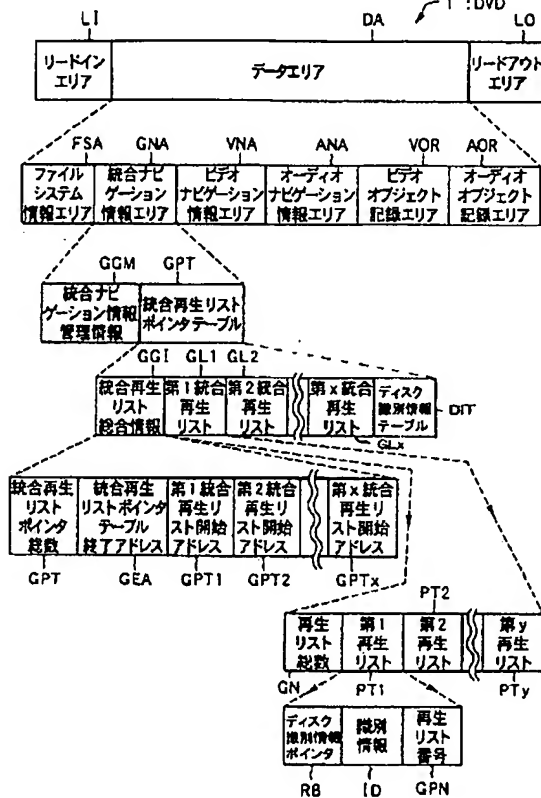 1 :DVD
LI DA LO
リードイン
エリア
データエリア
リードアウト
エリア
FSA GNA VNA ANA VOR AOR
ファイル
システム
情報エリア
統合ナビ
ゲーション
情報エリア
ビデオ
ナビゲーション
情報エリア
オーディオ
ナビゲーション
情報エリア
ビデオ
オブジェクト
記録エリア
オーディオ
オブジェクト
記録エリア
GGM GPT
統合ナビ
ゲーション情報
管理情報
統合再生リスト
ポインタテーブル
GGI GL1 GL2
統合再生
リスト
総合情報
第1統合
再生
リスト
第2統合
再生
リスト
第x統合
再生
リスト
ディスク
識別情報
テーブル
DIT
GLx
統合再生
リスト
ポインタ
総数
統合再生
リストポインタ
テーブル
終了アドレス
第1統合
再生リ
スト開始
アドレス
第2統合
再生リ
スト開始
アドレス
第x統合
再生リ
スト開始
アドレス
GPT GEA GPT1 GPT2 GPTx
PT2
再生
リスト
総数
第1
再生
リスト
第2
再生
リスト
第y
再生
リスト
GN PT1 PTy
ディスク
識別情報
ポインタ
識別
情報
再生
リスト
番号
RB ID GPN